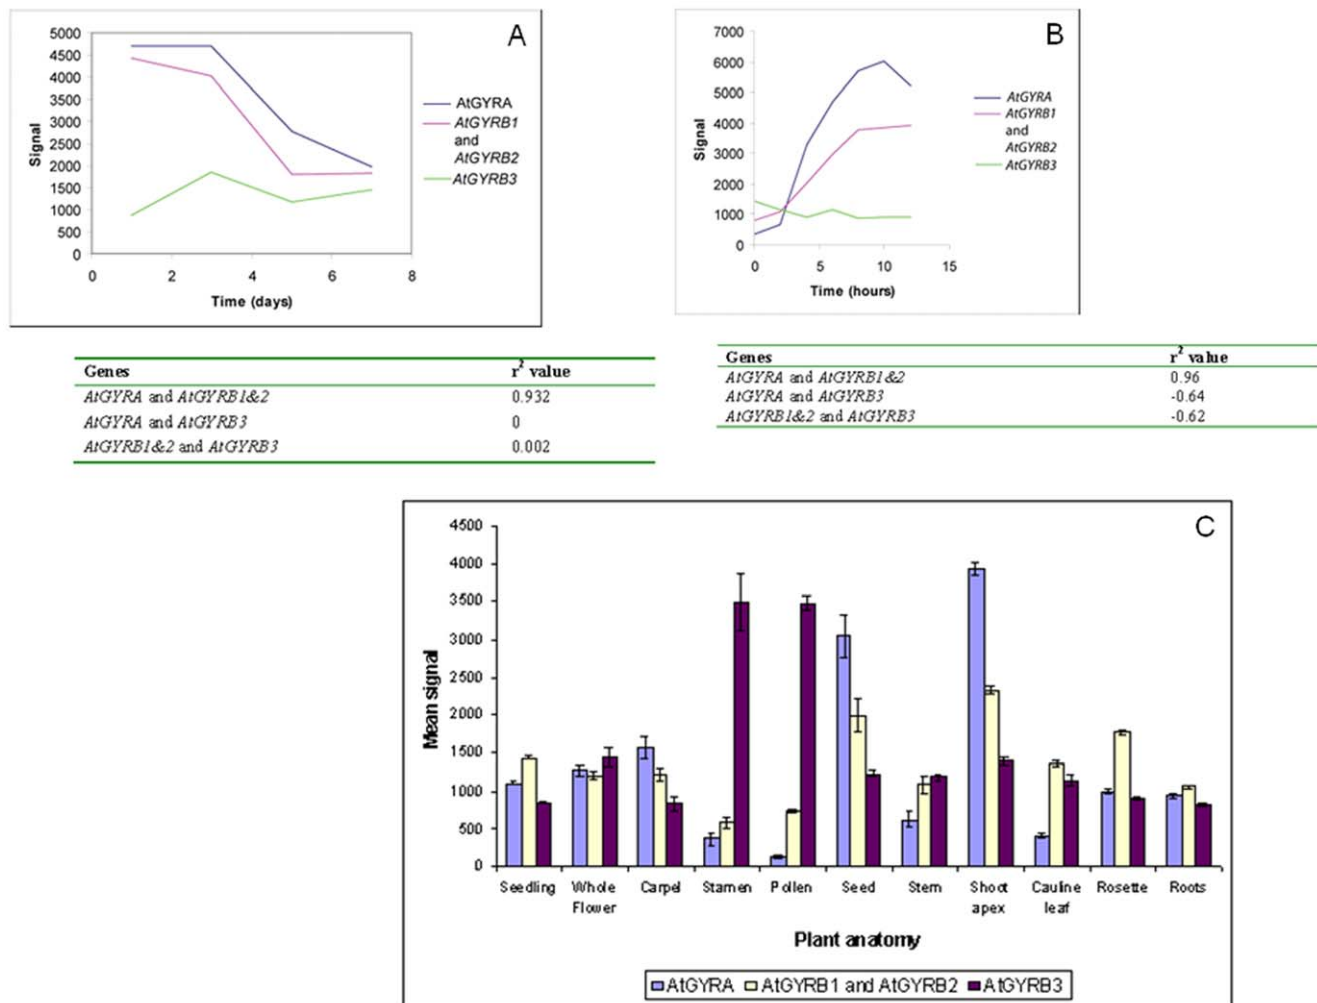 A
5000
4500
4000
3500
3000
2500
2000
1500
1000
500
0
Signal
0 2 4 6 8
Time (days)
AtGYRA
AtGYRB1
and
AtGYRB2
AtGYRB3
B
7000
6000
5000
4000
3000
2000
1000
0
Signal
0 5 10 15
Time (hours)
AtGYRA
AtGYRB1
and
AtGYRB2
AtGYRB3
Genes r² value
AtGYRA and AtGYRB1&2 0.932
AtGYRA and AtGYRB3 0
AtGYRB1&2 and AtGYRB3 0.002
Genes r² value
AtGYRA and AtGYRB1&2 0.96
AtGYRA and AtGYRB3 -0.64
AtGYRB1&2 and AtGYRB3 -0.62
C
4500
4000
3500
3000
2500
2000
1500
1000
500
0
Mean signal
Seedling Whole Carpel Stamen Pollen Seed Stem Shoot Cauline Rosette Roots
Flower apex leaf
Plant anatomy
AtGYRA AtGYRB1 and AtGYRB2 AtGYRB3